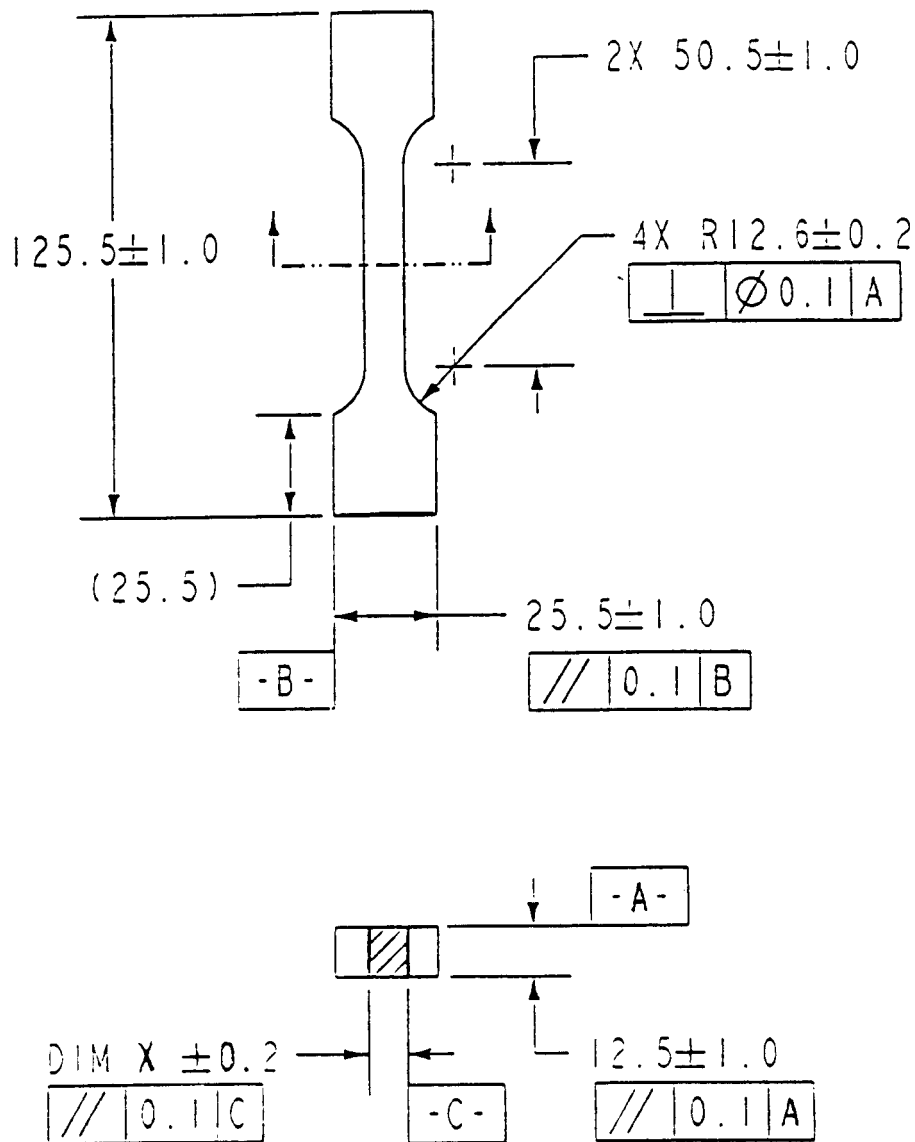 2X 50.5±1.0
125.5±1.0
4X R12.6±0.2
⊥ Ø0.1 A
(25.5)
25.5±1.0
-B-
// 0.1 B
-A-
DIM X ±0.2
12.5±1.0
// 0.1 C
-C-
// 0.1 A